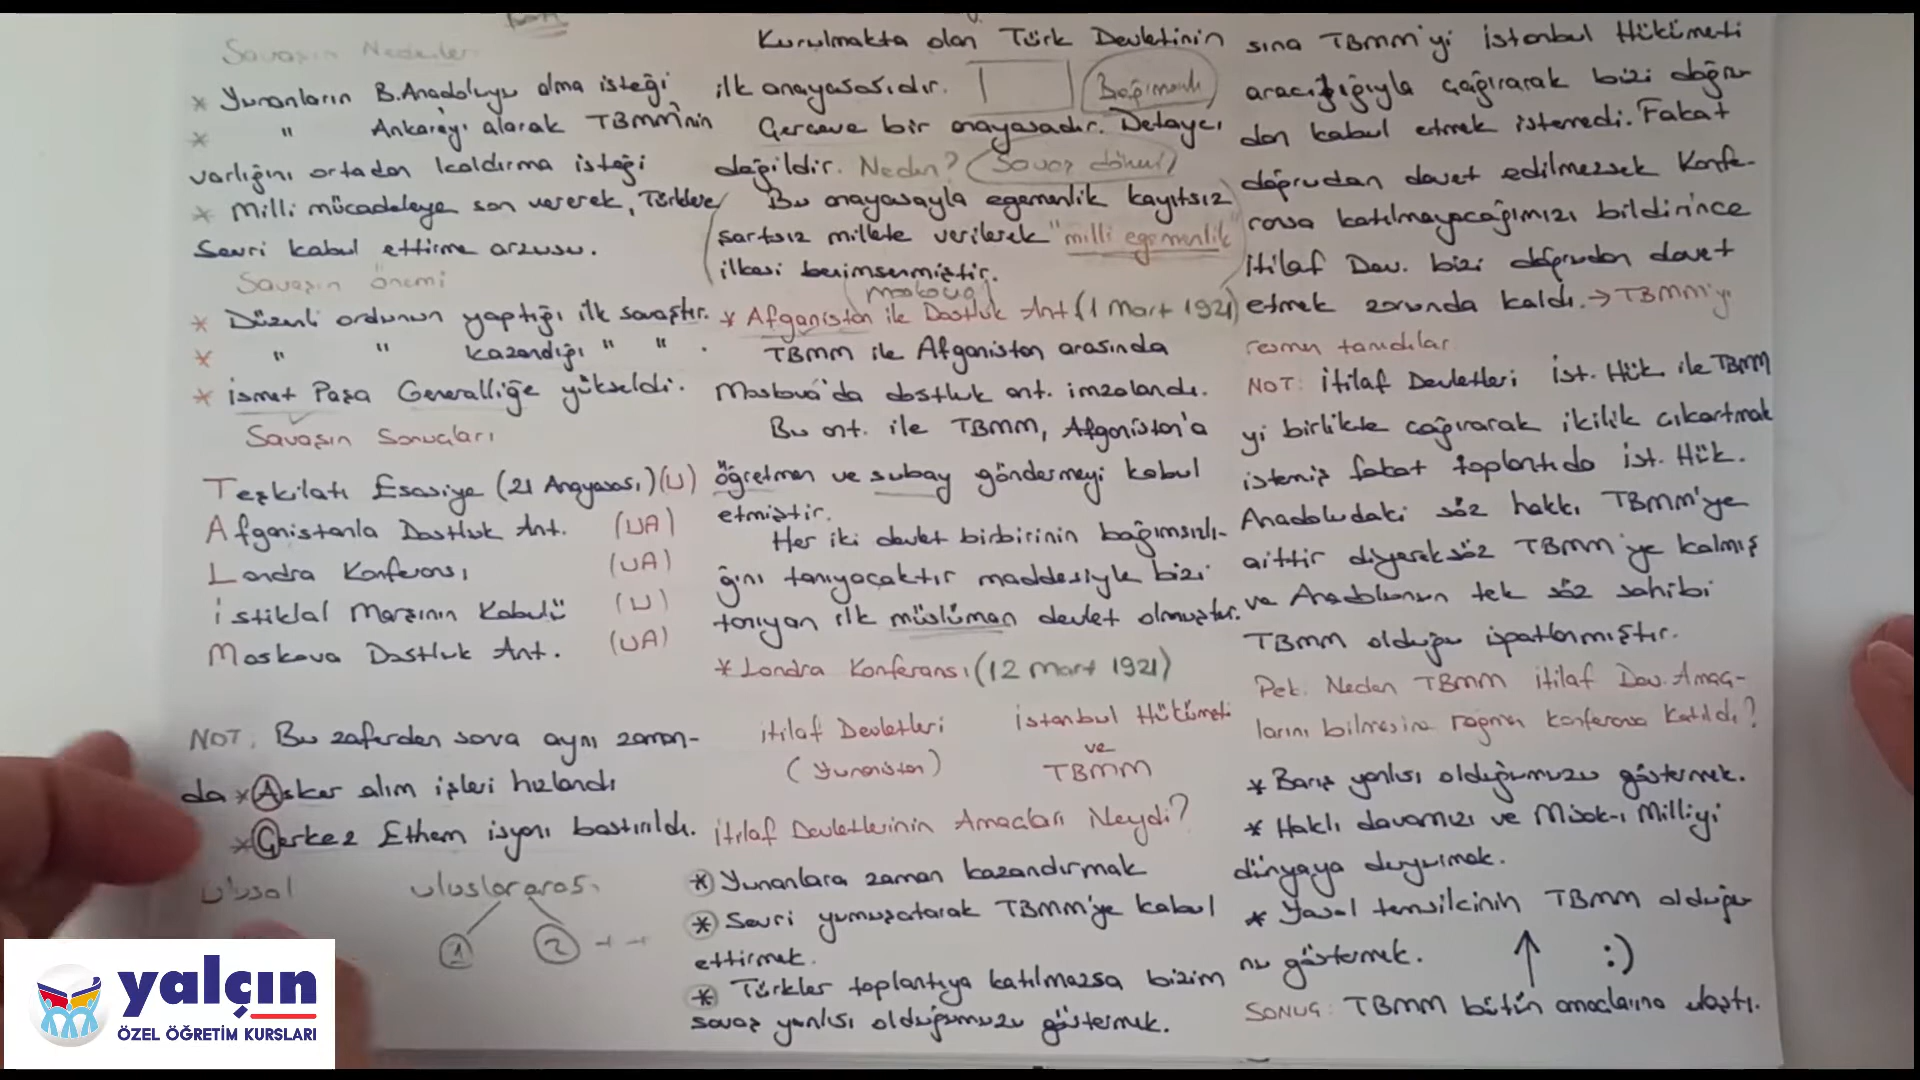 Savaşın Nedenleri
* Yunanların B.Anadoluyu alma isteği
* " Ankarayı alarak TBMM'nin
varlığını ortadan kaldırma isteği
* Milli mücadeleye son vererek, Türklere
Sevri kabul ettirme arzusu.
Savaşın önemi
* Düzenli ordunun yaptığı ilk savaştır.
* " " kazandığı " " .
* İsmet Paşa Generalliğe yükseldi.
Savaşın Sonuçları
Teşkilatı Esasiye (21 Anayasası) (U)
Afganistanla Dostluk Ant. (UA)
Londra Konferansı (UA)
İstiklal Marşının Kabulü (U)
Moskova Dostluk Ant. (UA)
NOT: Bu zaferden sonra aynı zaman-
da * Asker alım işleri hızlandı
* Çerkez Ethem isyanı bastırıldı.
Ulusal uluslararası
1 2
Kurulmakta olan Türk Devletinin
ilk anayasasıdır. Bağımsızlık
Çerçeve bir anayasadır. Detaycı
değildir. Neden? Savaş dönemi
Bu anayasayla egemenlik kayıtsız
şartsız millete verilerek "milli egemenlik"
ilkesi benimsenmiştir.
Moskova
* Afganistan ile Dostluk Ant (1 Mart 1921)
TBMM ile Afganistan arasında
Moskova'da dostluk ant. imzalandı.
Bu ant. ile TBMM, Afganistan'a
öğretmen ve subay göndermeyi kabul
etmiştir.
Her iki devlet birbirinin bağımsızlı-
ğını tanıyacaktır maddesiyle bizi
tanıyan ilk müslüman devlet olmuştur.
* Londra Konferansı (12 Mart 1921)
İtilaf Devletleri İstanbul Hükümeti
ve
(Yunanistan) TBMM
İtilaf Devletlerinin Amaçları Neydi?
* Yunanlara zaman kazandırmak
* Sevri yumuşatarak TBMM'ye kabul
ettirmek.
* Türkler toplantıya katılmazsa bizim
savaş yanlısı olduğumuzu göstermek.
sına TBMM'yi İstanbul Hükümeti
aracılığıyla çağırarak bizi doğru-
dan kabul etmek istemedi. Fakat
doğrudan davet edilmezsek Konfe-
ransa katılmayacağımızı bildirince
İtilaf Dev. bizi doğrudan davet
etmek zorunda kaldı. → TBMM'yi
resmen tanıdılar
NOT: İtilaf Devletleri İst. Hük ile TBMM
yi birlikte çağırarak ikilik çıkartmak
istemiş fakat toplantıda İst. Hük.
Anadoludaki söz hakkı TBMM'ye
aittir diyerek söz TBMM'ye kalmış
ve Anadolunun tek söz sahibi
TBMM olduğu ispatlanmıştır.
Peki Neden TBMM İtilaf Dev. Amaç-
larını bilmesine rağmen konferansa katıldı?
* Barış yanlısı olduğumuzu göstermek.
* Haklı davamızı ve Misak-ı Milliyi
dünyaya duyurmak.
* Yasal temsilcinin TBMM olduğu-
nu göstermek. :)
SONUÇ: TBMM bütün amaçlarına ulaştı.
yalçın
ÖZEL ÖĞRETİM KURSLARI